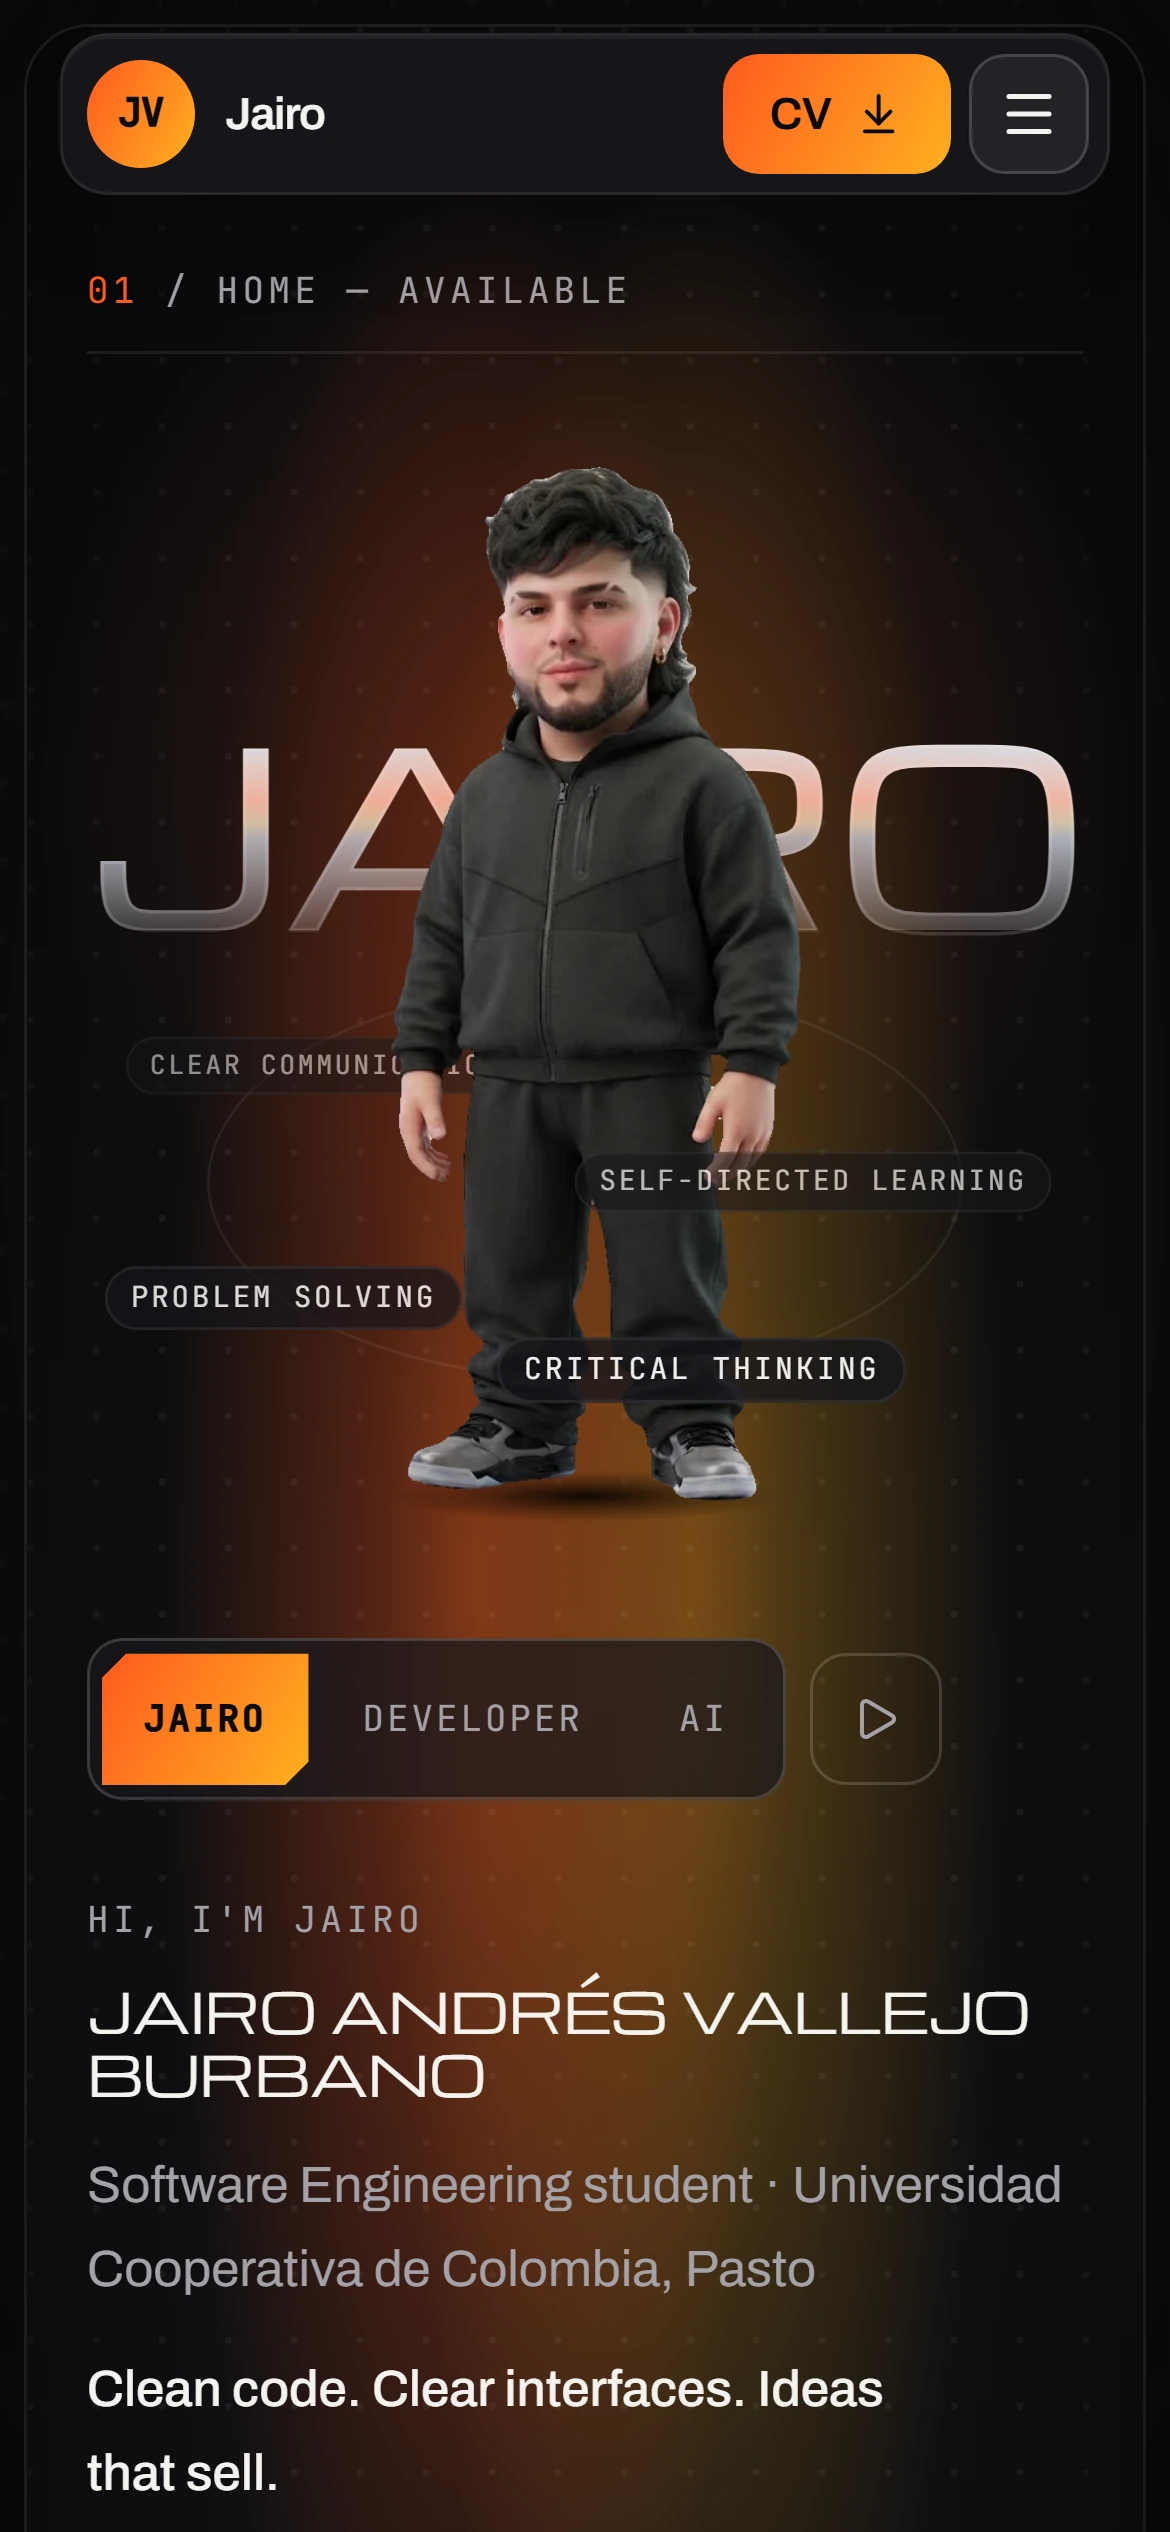 JV Jairo CV
01 / HOME — AVAILABLE
JAIRO
CLEAR
SELF-DIRECTED LEARNING
PROBLEM SOLVING
CRITICAL THINKING
JAIRO DEVELOPER AI
HI, I'M JAIRO
JAIRO ANDRÉS VALLEJO
BURBANO
Software Engineering student · Universidad
Cooperativa de Colombia, Pasto
Clean code. Clear interfaces. Ideas
that sell.